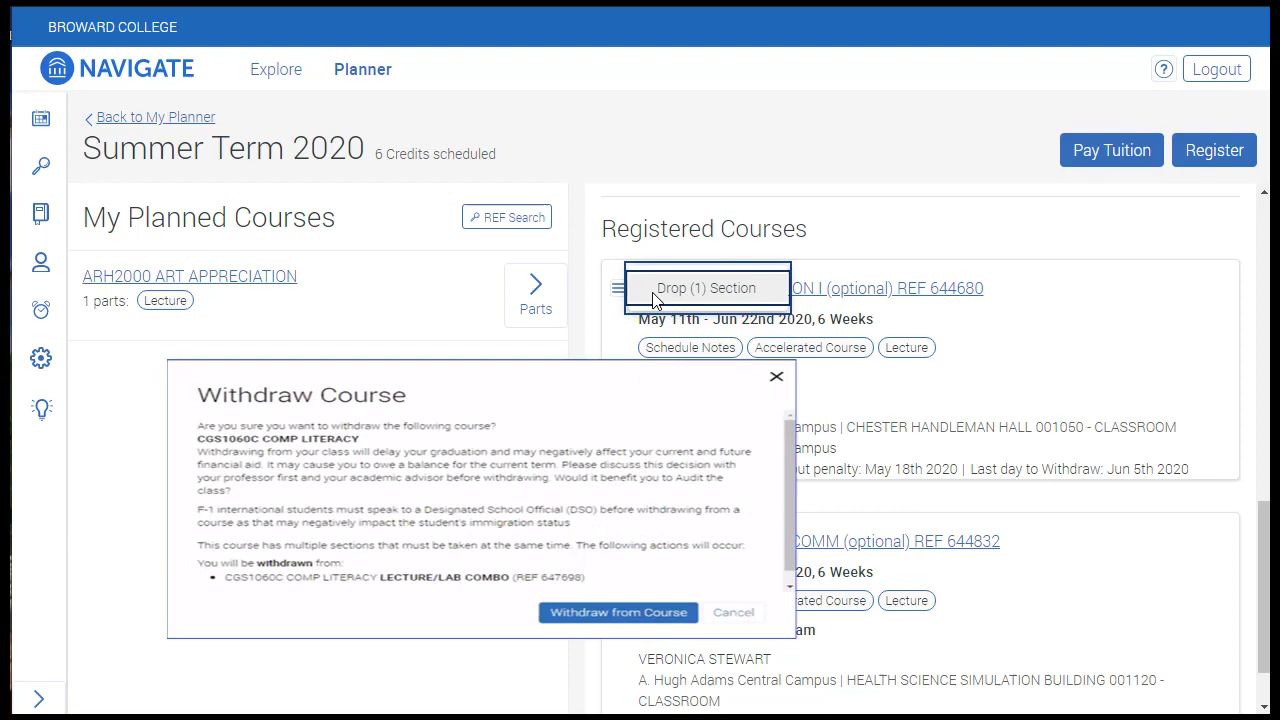 BROWARD COLLEGE
NAVIGATE
Explore
Planner
?
Logout
Back to My Planner
Summer Term 2020
6 Credits scheduled
Pay Tuition
Register
My Planned Courses
REF Search
ARH2000 ART APPRECIATION
1 parts:
Lecture
Parts
Registered Courses
Drop (1) Section
ON I (optional) REF 644680
May 11th - Jun 22nd 2020, 6 Weeks
Schedule Notes
Accelerated Course
Lecture
ampus | CHESTER HANDLEMAN HALL 001060 - CLASSROOM
ampus
ut penalty: May 18th 2020 | Last day to Withdraw: Jun 5th 2020
COMM (optional) REF 644832
20, 6 Weeks
ated Course
Lecture
am
VERONICA STEWART
A. Hugh Adams Central Campus | HEALTH SCIENCE SIMULATION BUILDING 001120 -
CLASSROOM
Withdraw Course
Are you sure you want to withdraw the following course?
CGS1060C COMP LITERACY
Withdrawing from your class will delay your graduation and may negatively affect your current and future
financial aid. It may cause you to owe a balance for the current term. Please discuss this decision with
your professor first and your academic advisor before withdrawing. Would it benefit you to Audit the
class?
F-1 international students must speak to a Designated School Official (DSO) before withdrawing from a
course as that may negatively impact the student's immigration status
This course has multiple sections that must be taken at the same time. The following actions will occur:
You will be withdrawn from:
• CGS1060C COMP LITERACY LECTURE/LAB COMBO (REF 647698)
Withdraw from Course
Cancel